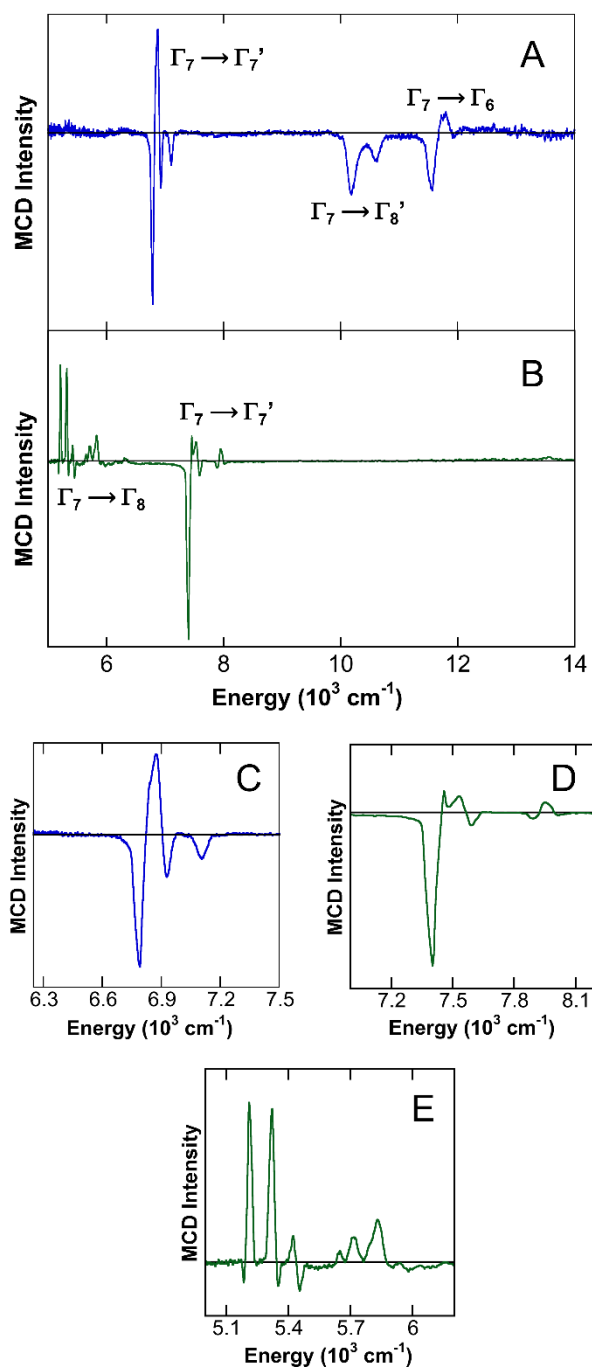 A
Γ₇ → Γ₇’
Γ₇ → Γ₆
Γ₇ → Γ₈’
MCD Intensity
B
Γ₇ → Γ₇’
Γ₇ → Γ₈
MCD Intensity
6 8 10 12 14
Energy (10³ cm⁻¹)
C
MCD Intensity
6.3 6.6 6.9 7.2 7.5
Energy (10³ cm⁻¹)
D
MCD Intensity
7.2 7.5 7.8 8.1
Energy (10³ cm⁻¹)
E
MCD Intensity
5.1 5.4 5.7 6
Energy (10³ cm⁻¹)